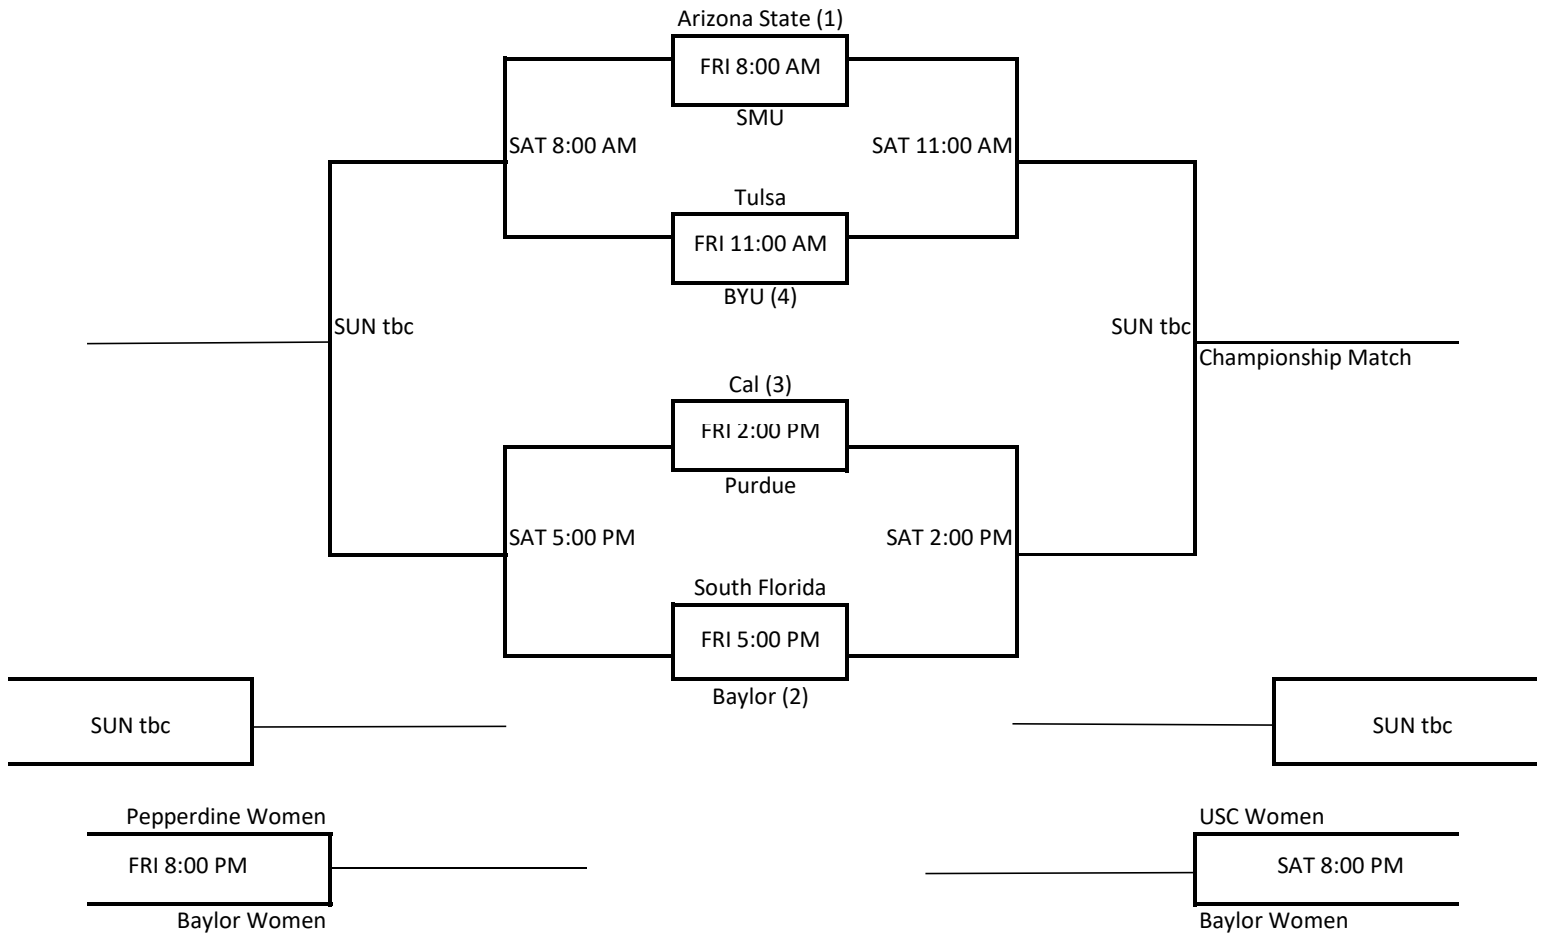 Arizona State (1)
FRI 8:00 AM
SMU
SAT 8:00 AM
SAT 11:00 AM
Tulsa
FRI 11:00 AM
BYU (4)
SUN tbc
SUN tbc
Championship Match
Cal (3)
FRI 2:00 PM
Purdue
SAT 5:00 PM
SAT 2:00 PM
South Florida
FRI 5:00 PM
Baylor (2)
SUN tbc
SUN tbc
Pepperdine Women
FRI 8:00 PM
Baylor Women
USC Women
SAT 8:00 PM
Baylor Women